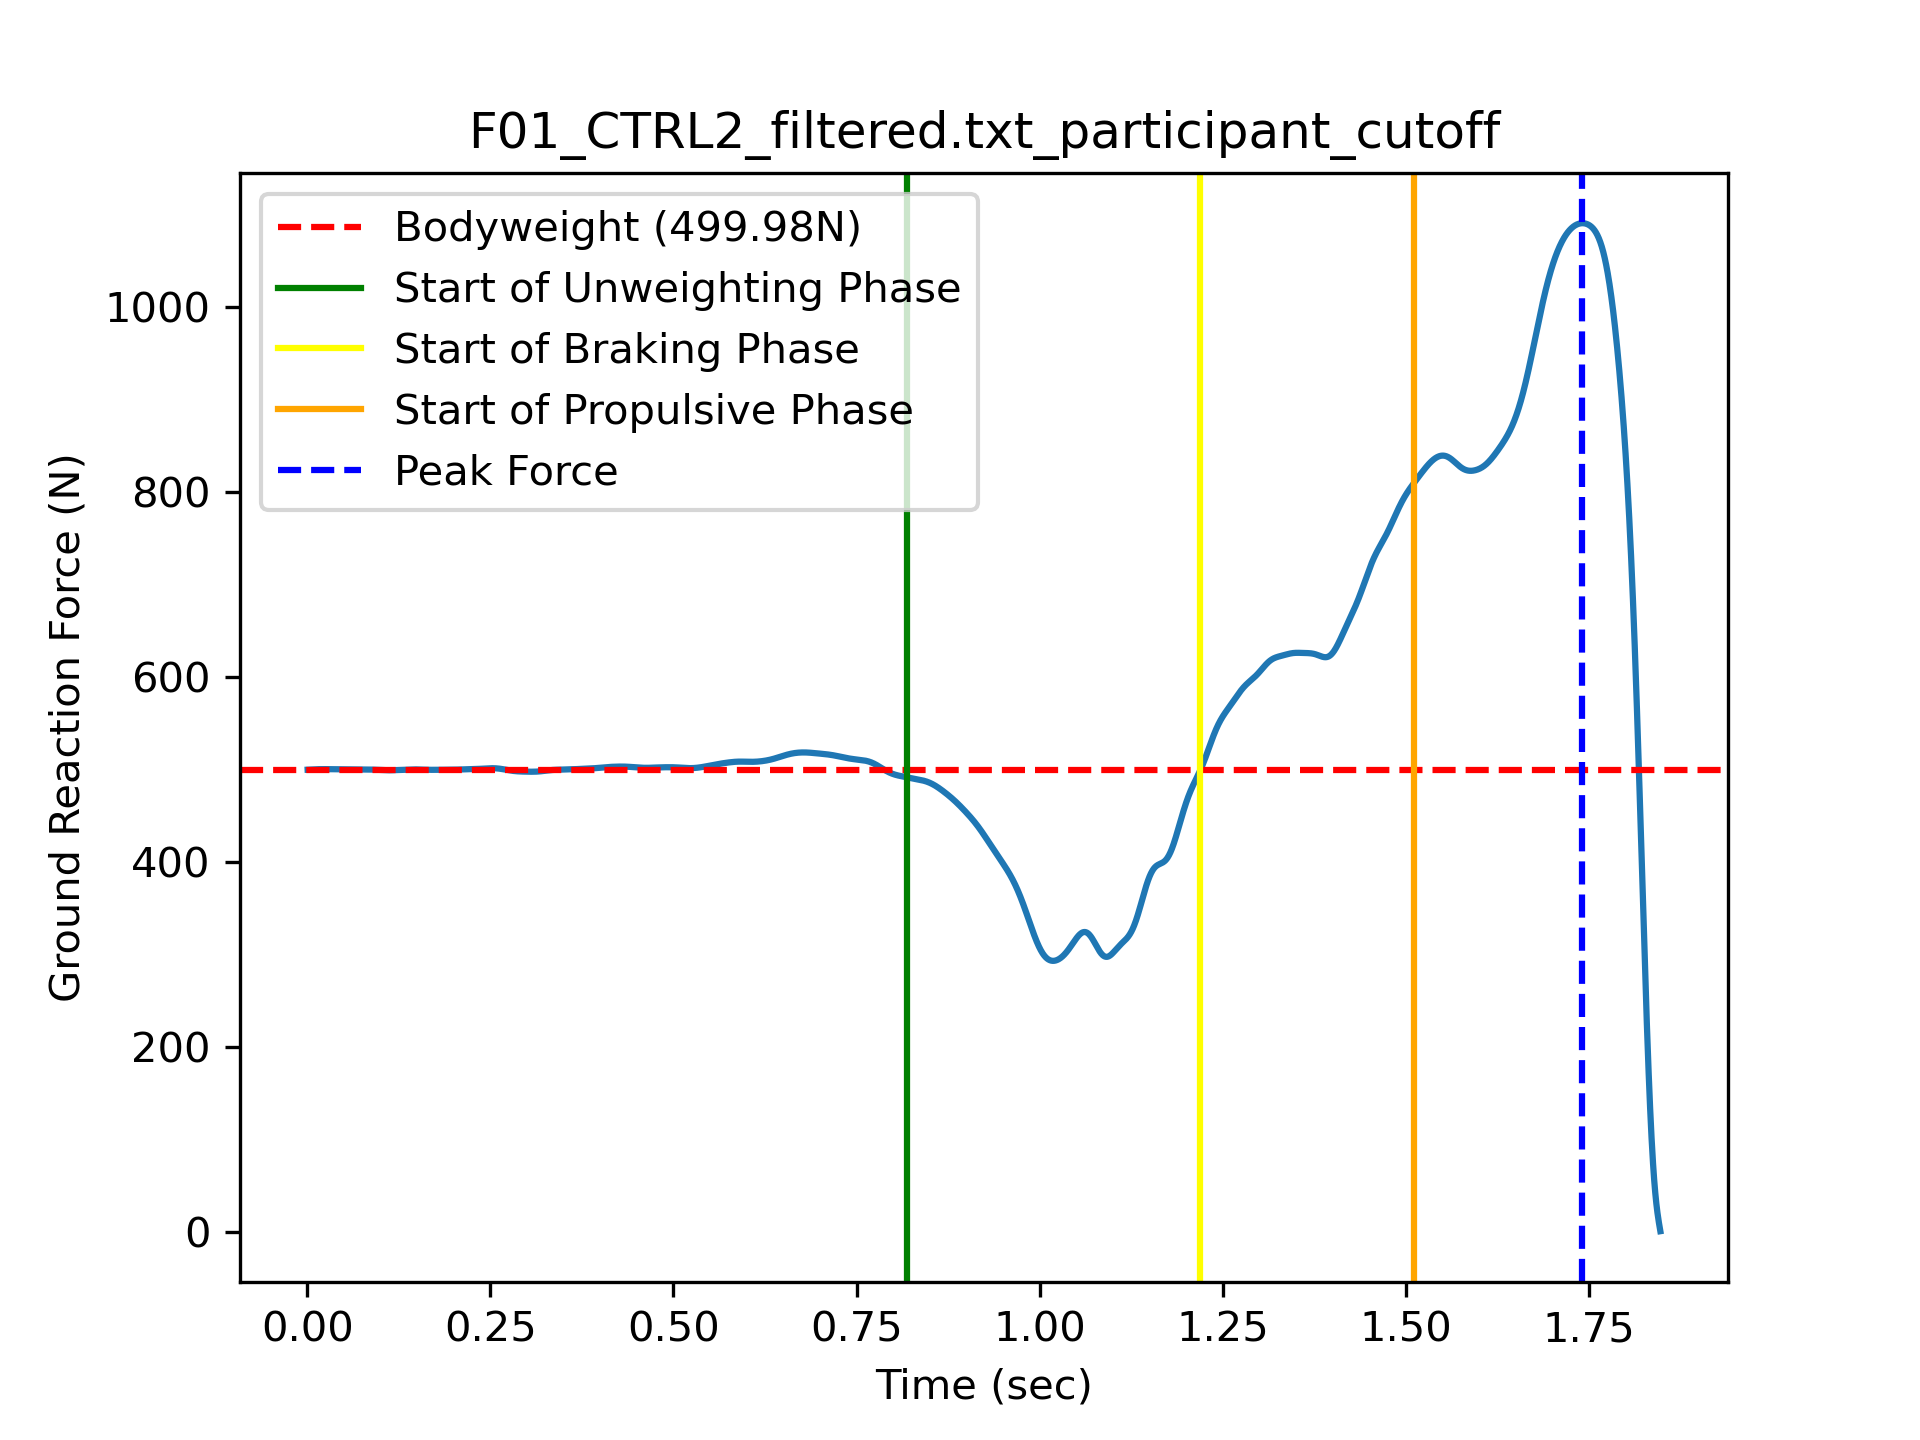 F01_CTRL2_filtered.txt_participant_cutoff
Bodyweight (499.98N)
Start of Unweighting Phase
Start of Braking Phase
Start of Propulsive Phase
Peak Force
Ground Reaction Force (N)
1000
800
600
400
200
0
0.00 0.25 0.50 0.75 1.00 1.25 1.50 1.75
Time (sec)